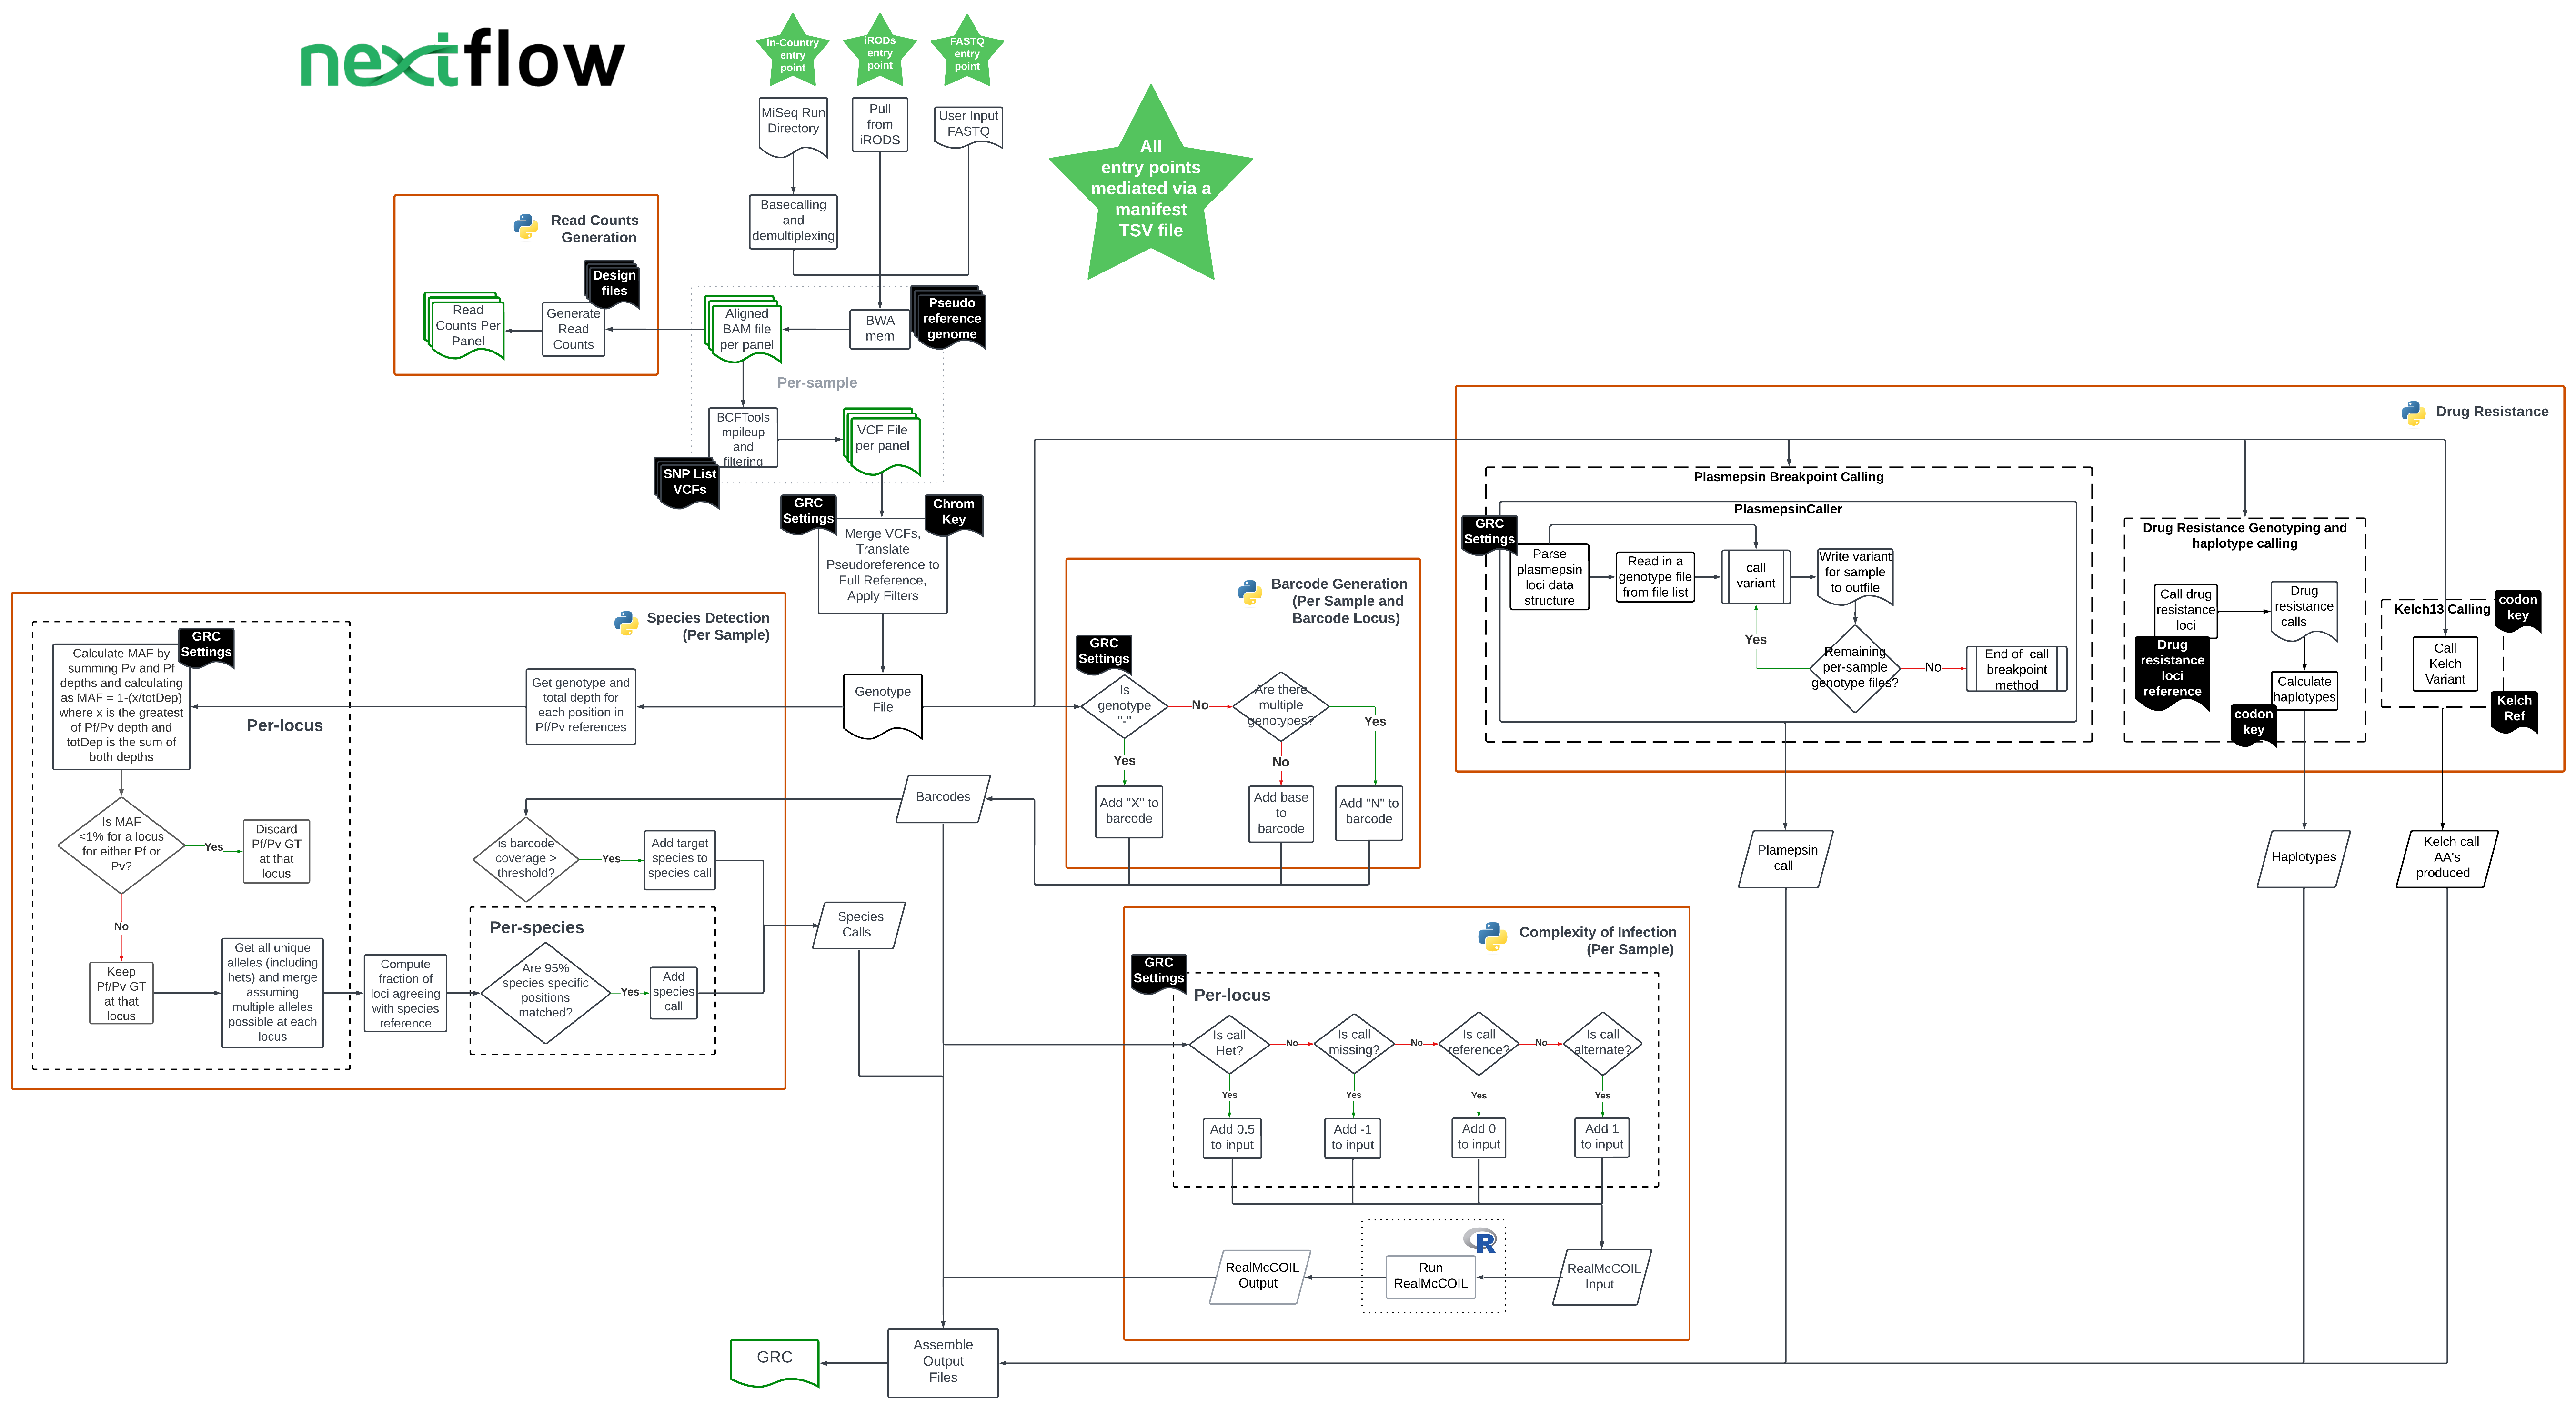 nextflow
In-Country
entry
point
iRODs
entry
point
FASTQ
entry
point
MiSeq Run
Directory
Pull
from
iRODS
User Input
FASTQ
All
entry points
mediated via a
manifest
TSV file
Basecalling
and
demultiplexing
Read Counts
Generation
Design
files
Read
Counts Per
Panel
Generate
Read
Counts
Aligned
BAM file
per panel
BWA
mem
Pseudo
reference
genome
Per-sample
BCFTools
mpileup
and
filtering
VCF File
per panel
SNP List
VCFs
GRC
Settings
Chrom
Key
Merge VCFs,
Translate
Pseudoreference to
Full Reference,
Apply Filters
Genotype
File
Species Detection
(Per Sample)
GRC
Settings
Calculate MAF by
summing Pv and Pf
depths and calculating
as MAF = 1-(x/totDep)
where x is the greatest
of Pf/Pv depth and
totDep is the sum of
both depths
Per-locus
Get genotype and
total depth for
each position in
Pf/Pv references
Is MAF
<1% for a locus
for either Pf or
Pv?
Yes
Discard
Pf/Pv GT
at that
locus
No
Keep
Pf/Pv GT
at that
locus
Get all unique
alleles (including
hets) and merge
assuming
multiple alleles
possible at each
locus
Compute
fraction of
loci agreeing
with species
reference
is barcode
coverage >
threshold?
Yes
Add target
species to
species call
Per-species
Are 95%
species specific
positions
matched?
Yes
Add
species
call
Barcodes
Species
Calls
Barcode Generation
(Per Sample and
Barcode Locus)
GRC
Settings
Is
genotype
"-"
No
Are there
multiple
genotypes?
Yes
Yes
No
Add "X" to
barcode
Add base
to
barcode
Add "N" to
barcode
Drug Resistance
Plasmepsin Breakpoint Calling
PlasmepsinCaller
GRC
Settings
Parse
plasmepsin
loci data
structure
Read in a
genotype file
from file list
call
variant
Write variant
for sample
to outfile
Yes
Remaining
per-sample
genotype files?
No
End of call
breakpoint
method
Drug Resistance Genotyping and
haplotype calling
Call drug
resistance
loci
Drug
resistance
loci
reference
Drug
resistance
calls
Calculate
haplotypes
codon
key
Kelch13 Calling
codon
key
Call
Kelch
Variant
Kelch
Ref
Plamepsin
call
Haplotypes
Kelch call
AA's
produced
Complexity of Infection
(Per Sample)
GRC
Settings
Per-locus
Is call
Het?
No
Is call
missing?
No
Is call
reference?
No
Is call
alternate?
Yes
Yes
Yes
Yes
Add 0.5
to input
Add -1
to input
Add 0
to input
Add 1
to input
R
RealMcCOIL
Output
Run
RealMcCOIL
RealMcCOIL
Input
GRC
Assemble
Output
Files